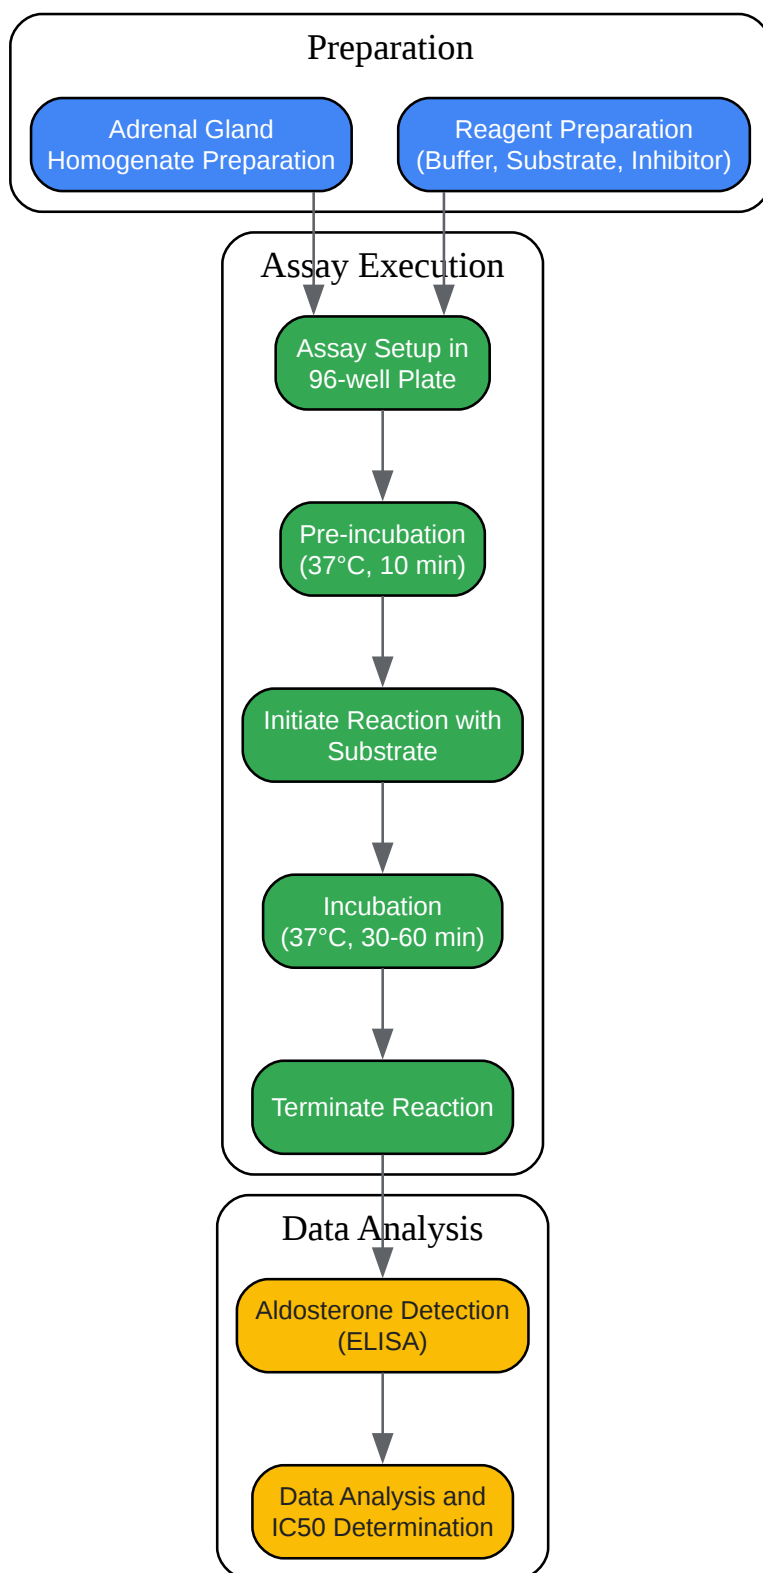 Preparation
Adrenal Gland
Homogenate Preparation
Reagent Preparation
(Buffer, Substrate, Inhibitor)
Assay Execution
Assay Setup in
96-well Plate
Pre-incubation
(37°C, 10 min)
Initiate Reaction with
Substrate
Incubation
(37°C, 30-60 min)
Terminate Reaction
Data Analysis
Aldosterone Detection
(ELISA)
Data Analysis and
IC50 Determination